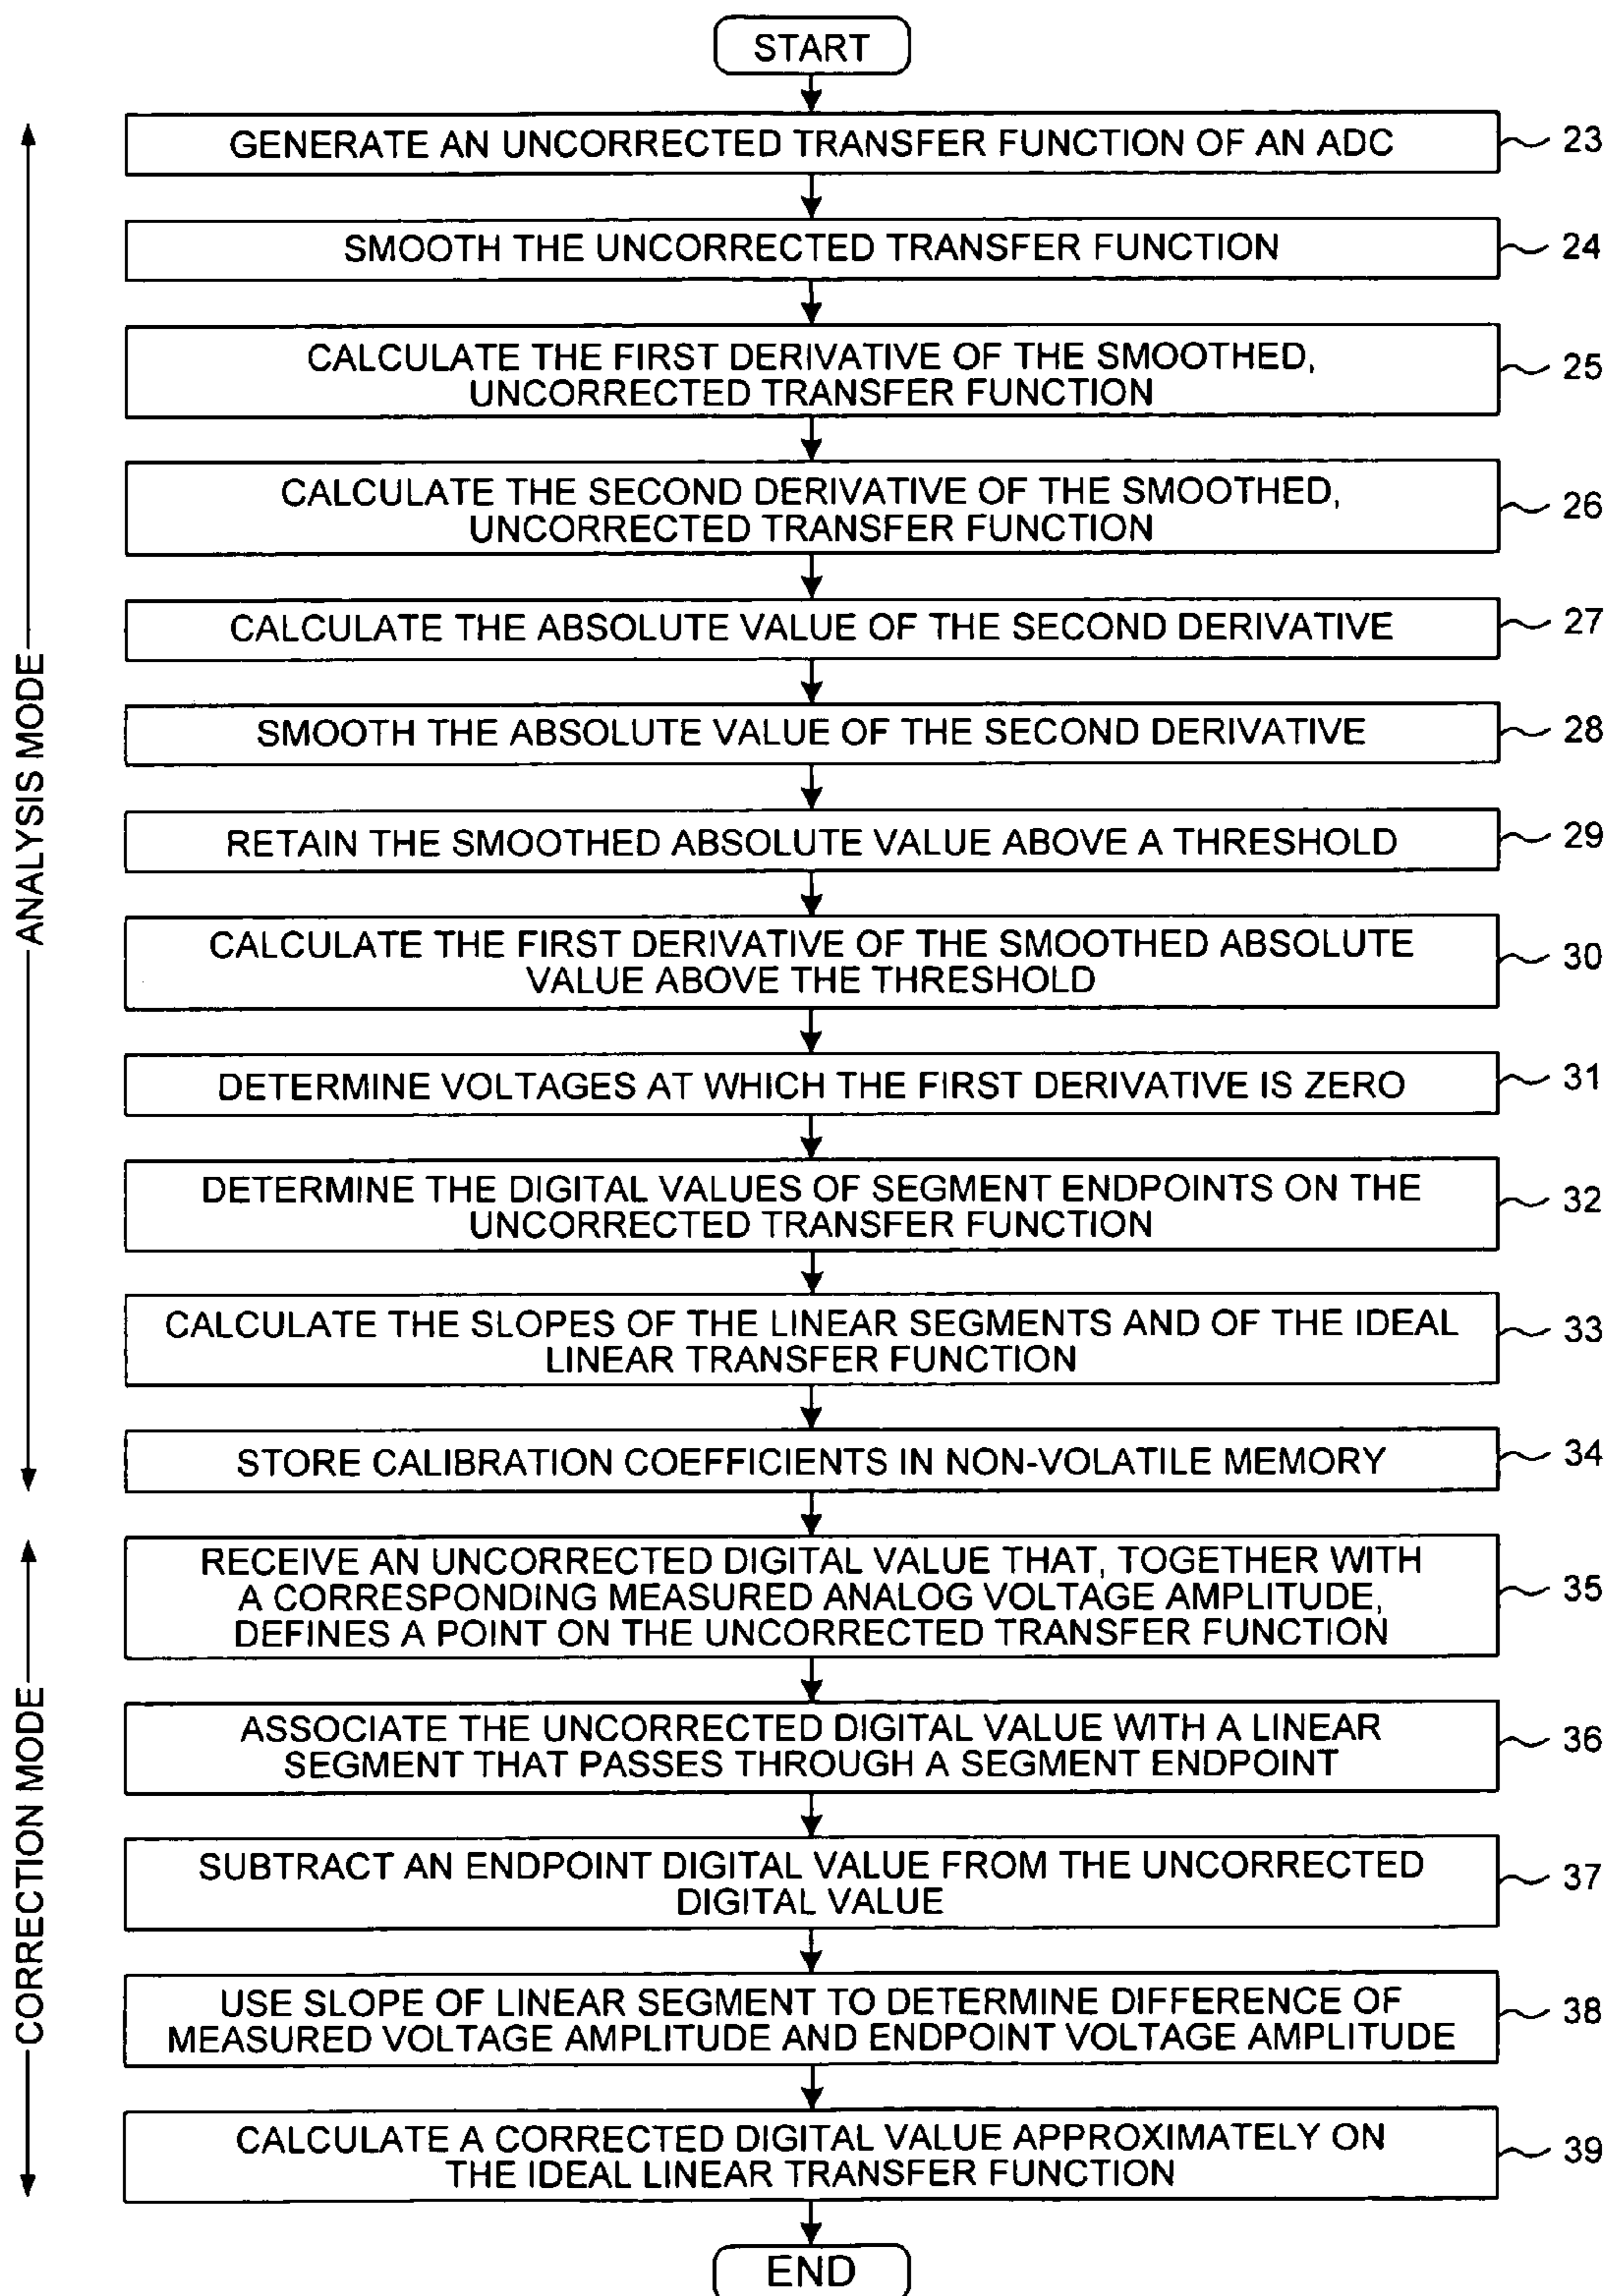 START
GENERATE AN UNCORRECTED TRANSFER FUNCTION OF AN ADC
23
SMOOTH THE UNCORRECTED TRANSFER FUNCTION
24
CALCULATE THE FIRST DERIVATIVE OF THE SMOOTHED,
UNCORRECTED TRANSFER FUNCTION
25
CALCULATE THE SECOND DERIVATIVE OF THE SMOOTHED,
UNCORRECTED TRANSFER FUNCTION
26
CALCULATE THE ABSOLUTE VALUE OF THE SECOND DERIVATIVE
27
SMOOTH THE ABSOLUTE VALUE OF THE SECOND DERIVATIVE
28
RETAIN THE SMOOTHED ABSOLUTE VALUE ABOVE A THRESHOLD
29
CALCULATE THE FIRST DERIVATIVE OF THE SMOOTHED ABSOLUTE
VALUE ABOVE THE THRESHOLD
30
DETERMINE VOLTAGES AT WHICH THE FIRST DERIVATIVE IS ZERO
31
DETERMINE THE DIGITAL VALUES OF SEGMENT ENDPOINTS ON THE
UNCORRECTED TRANSFER FUNCTION
32
CALCULATE THE SLOPES OF THE LINEAR SEGMENTS AND OF THE IDEAL
LINEAR TRANSFER FUNCTION
33
STORE CALIBRATION COEFFICIENTS IN NON-VOLATILE MEMORY
34
ANALYSIS MODE
RECEIVE AN UNCORRECTED DIGITAL VALUE THAT, TOGETHER WITH
A CORRESPONDING MEASURED ANALOG VOLTAGE AMPLITUDE,
DEFINES A POINT ON THE UNCORRECTED TRANSFER FUNCTION
35
ASSOCIATE THE UNCORRECTED DIGITAL VALUE WITH A LINEAR
SEGMENT THAT PASSES THROUGH A SEGMENT ENDPOINT
36
SUBTRACT AN ENDPOINT DIGITAL VALUE FROM THE UNCORRECTED
DIGITAL VALUE
37
USE SLOPE OF LINEAR SEGMENT TO DETERMINE DIFFERENCE OF
MEASURED VOLTAGE AMPLITUDE AND ENDPOINT VOLTAGE AMPLITUDE
38
CALCULATE A CORRECTED DIGITAL VALUE APPROXIMATELY ON
THE IDEAL LINEAR TRANSFER FUNCTION
39
CORRECTION MODE
END